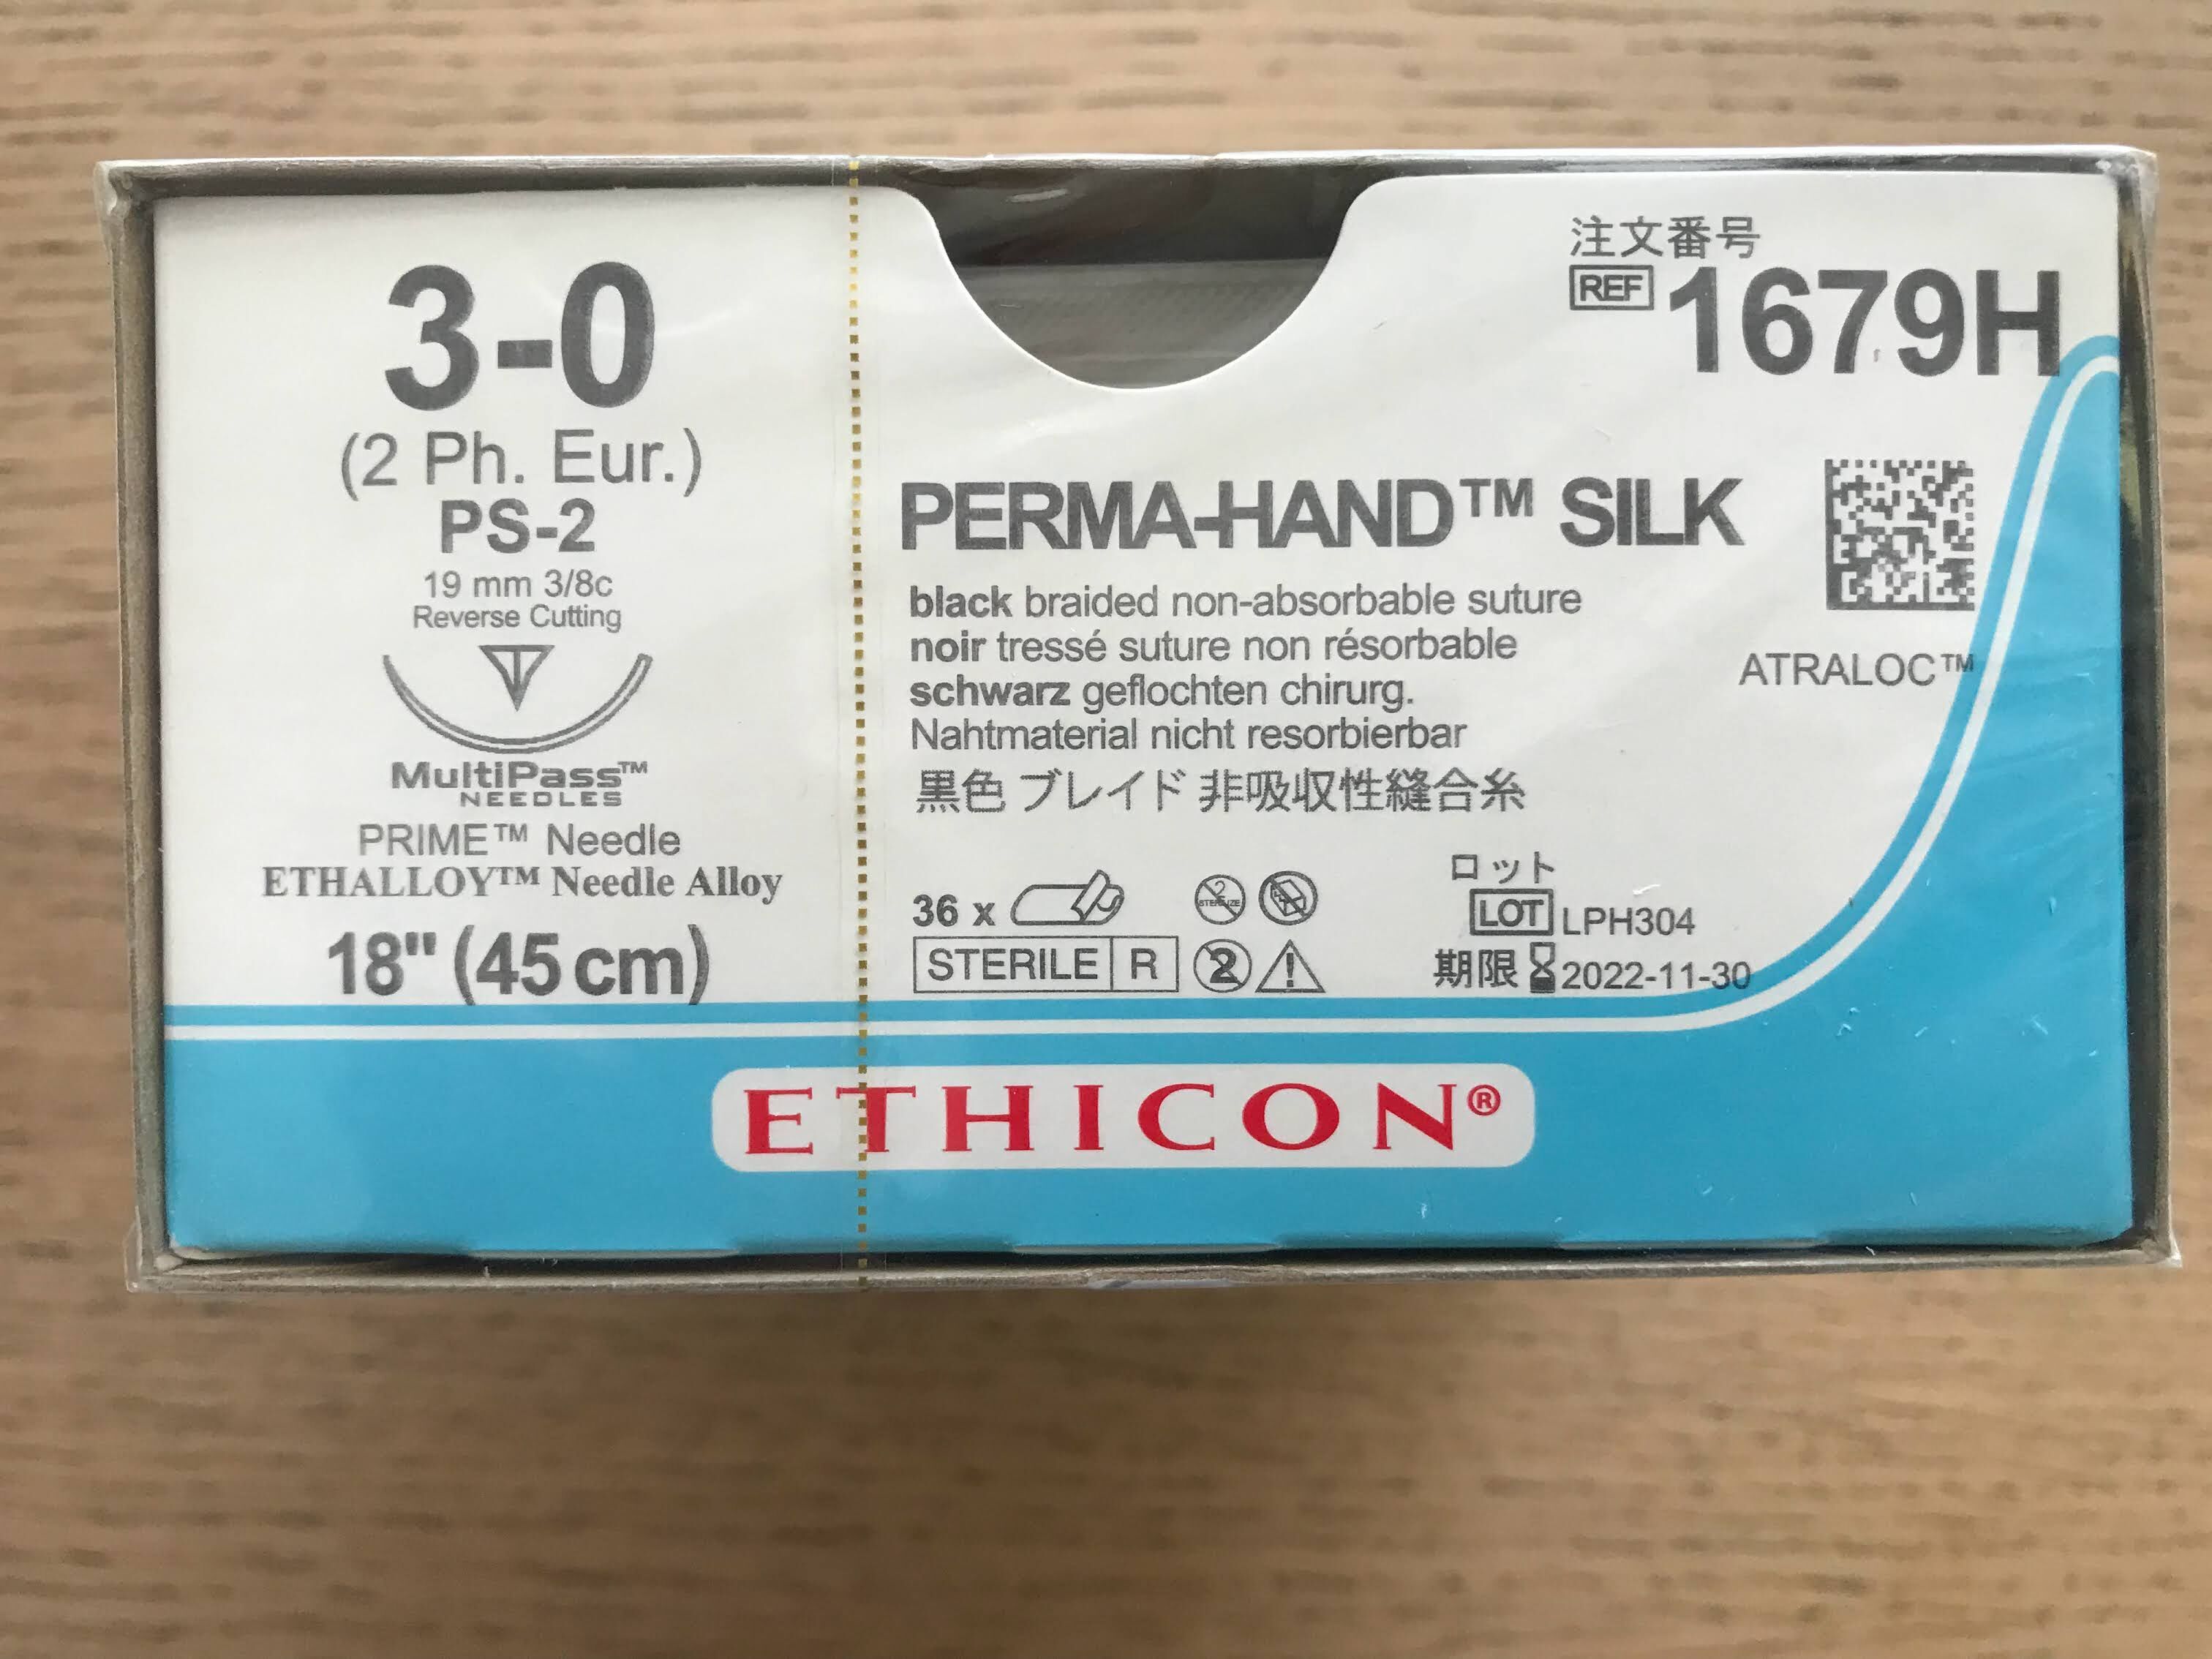 3-0
(2 Ph. Eur.)
PS-2
19 mm 3/8c
Reverse Cutting
MultiPass™
NEEDLES
PRIME™ Needle
ETHALLOY™ Needle Alloy
18" (45 cm)
注文番号
REF 1679H
PERMA-HAND™ SILK
black braided non-absorbable suture
noir tressé suture non résorbable
schwarz geflochten chirurg.
Nahtmaterial nicht resorbierbar
黒色 ブレイド 非吸収性縫合糸
ATRALOC™
36 x
2
STERILIZE
STERILE R
2
!
ロット
LOT LPH304
期限 2022-11-30
ETHICON®